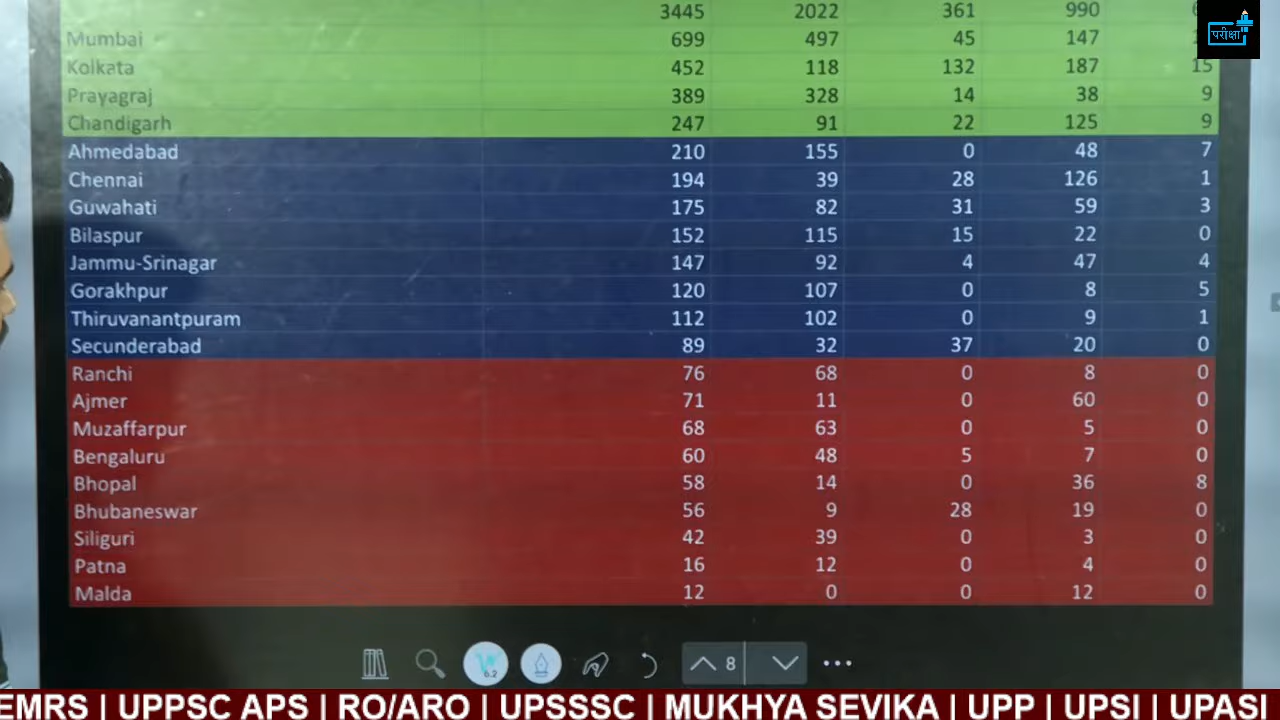 3445 2022 361 990
परीक्षा
Mumbai 699 497 45 147
Kolkata 452 118 132 187 15
Prayagraj 389 328 14 38 9
Chandigarh 247 91 22 125 9
Ahmedabad 210 155 0 48 7
Chennai 194 39 28 126 1
Guwahati 175 82 31 59 3
Bilaspur 152 115 15 22 0
Jammu-Srinagar 147 92 4 47 4
Gorakhpur 120 107 0 8 5
Thiruvanantpuram 112 102 0 9 1
Secunderabad 89 32 37 20 0
Ranchi 76 68 0 8 0
Ajmer 71 11 0 60 0
Muzaffarpur 68 63 0 5 0
Bengaluru 60 48 5 7 0
Bhopal 58 14 0 36 8
Bhubaneswar 56 9 28 19 0
Siliguri 42 39 0 3 0
Patna 16 12 0 4 0
Malda 12 0 0 12 0
6.2 8
EMRS | UPPSC APS | RO/ARO | UPSSSC | MUKHYA SEVIKA | UPP | UPSI | UPASI